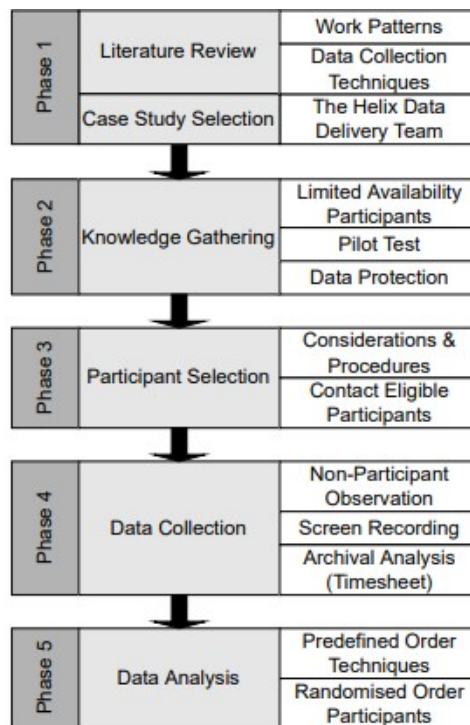 Phase 1
Literature Review
Work Patterns
Data Collection
Techniques
Case Study Selection
The Helix Data
Delivery Team
Phase 2
Knowledge Gathering
Limited Availability
Participants
Pilot Test
Data Protection
Phase 3
Participant Selection
Considerations &
Procedures
Contact Eligible
Participants
Phase 4
Data Collection
Non-Participant
Observation
Screen Recording
Archival Analysis
(Timesheet)
Phase 5
Data Analysis
Predefined Order
Techniques
Randomised Order
Participants